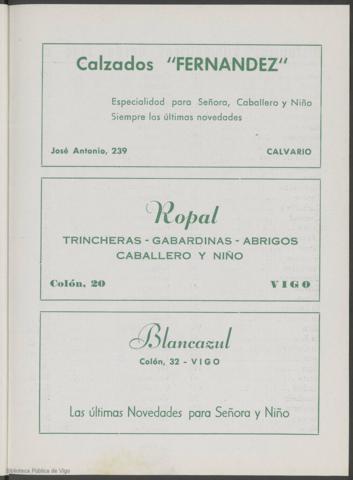 Calzados "FERNANDEZ"
Especialidad para Señora, Caballero y Niño
Siempre las últimas novedades
José Antonio, 239 CALVARIO
Ropal
TRINCHERAS - GABARDINAS - ABRIGOS
CABALLERO Y NIÑO
Colón, 20 VIGO
Blancazul
Colón, 32 - VIGO
Las últimas Novedades para Señora y Niño
Biblioteca Pública de Vigo